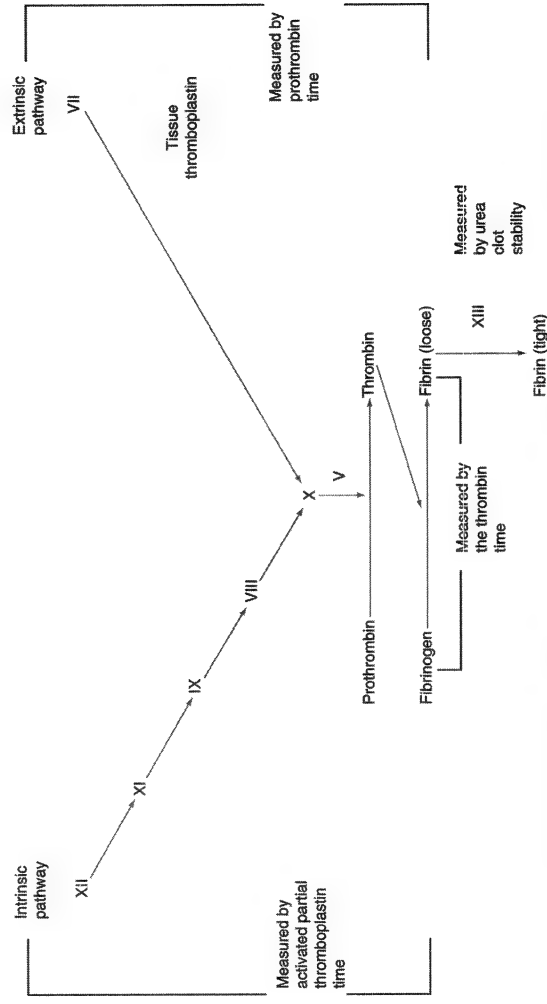 Intrinsic
pathway
XII
XI
IX
VIII
X
V
Extrinsic
pathway
VII
Tissue
thromboplastin
Measured by
activated partial
thromboplastin
time
Measured by
prothrombin
time
Prothrombin
Thrombin
Fibrinogen
Fibrin (loose)
Measured by
the thrombin
time
XIII
Measured
by urea
clot
stability
Fibrin (tight)